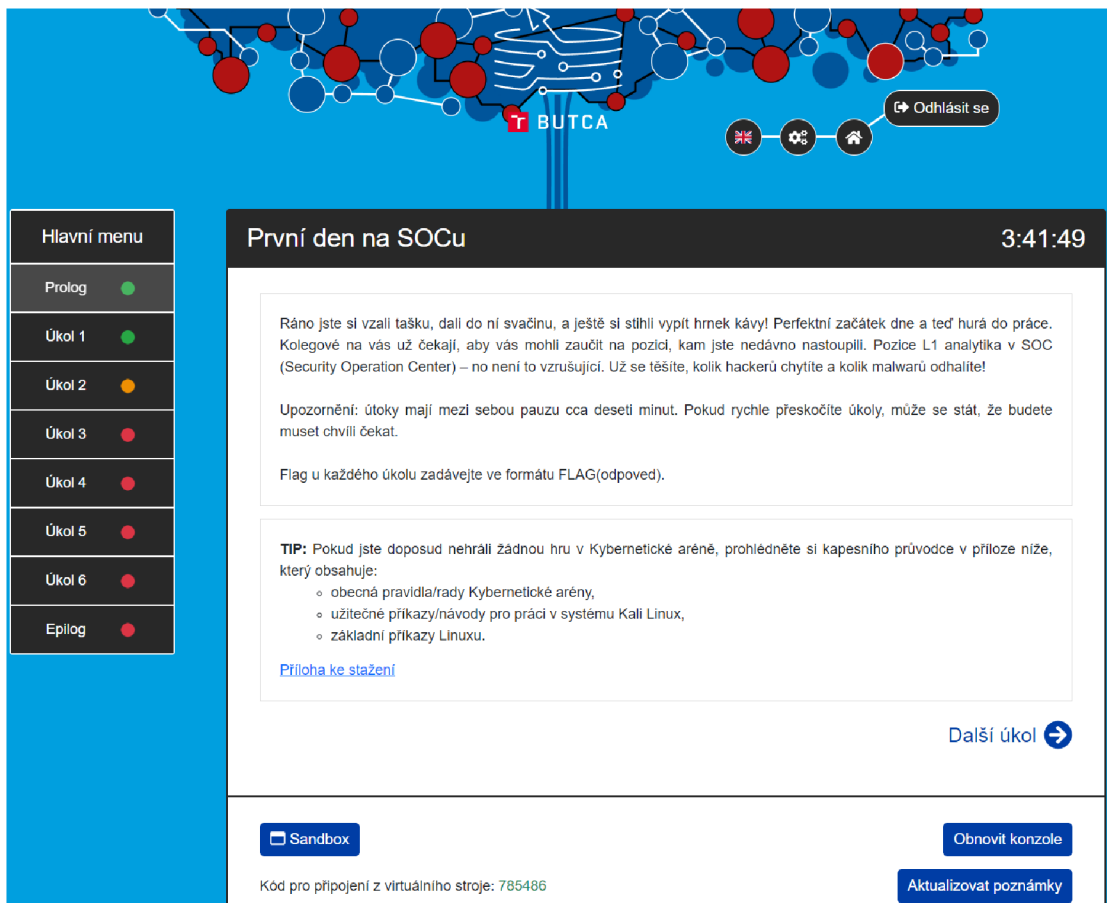 BUTCA
Odhlásit se
Hlavní menu
Prolog
Úkol 1
Úkol 2
Úkol 3
Úkol 4
Úkol 5
Úkol 6
Epilog
První den na SOCu
3:41:49
Ráno jste si vzali tašku, dali do ní svačinu, a ještě si stihli vypít hrnek kávy! Perfektní začátek dne a teď hurá do práce.
Kolegové na vás už čekají, aby vás mohli zaučit na pozici, kam jste nedávno nastoupili. Pozice L1 analytika v SOC
(Security Operation Center) – no není to vzrušující. Už se těšíte, kolik hackerů chytíte a kolik malwarů odhalíte!
Upozornění: útoky mají mezi sebou pauzu cca deseti minut. Pokud rychle přeskočíte úkoly, může se stát, že budete
muset chvíli čekat.
Flag u každého úkolu zadávejte ve formátu FLAG(odpoved).
TIP: Pokud jste doposud nehráli žádnou hru v Kybernetické aréně, prohlédněte si kapesního průvodce v příloze níže,
který obsahuje:
◦ obecná pravidla/rady Kybernetické arény,
◦ užitečné příkazy/návody pro práci v systému Kali Linux,
◦ základní příkazy Linuxu.
Příloha ke stažení
Další úkol
Sandbox
Obnovit konzole
Kód pro připojení z virtuálního stroje: 785486
Aktualizovat poznámky